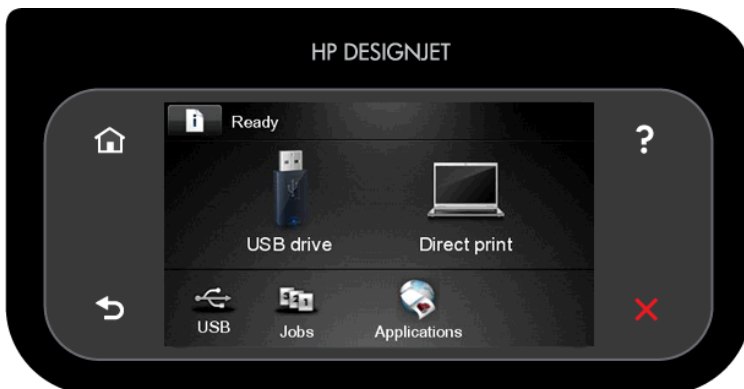 HP DESIGNJET
Ready
USB drive
Direct print
USB
Jobs
Applications